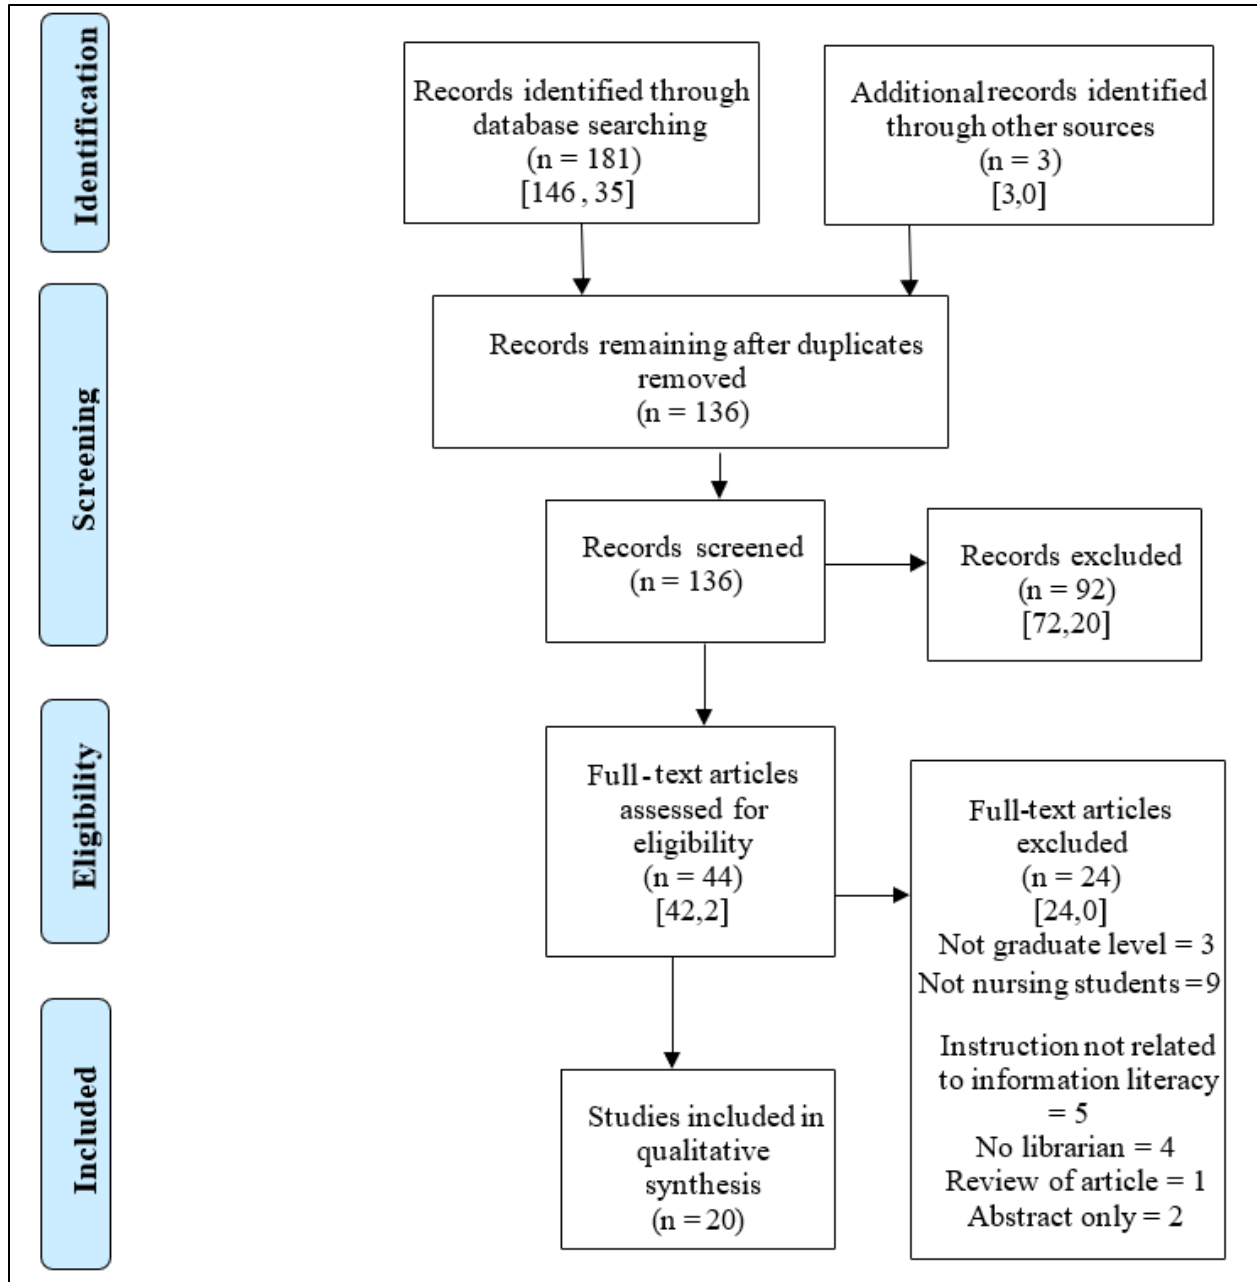 Identification
Records identified through
database searching
(n = 181)
[146 , 35]
Additional records identified
through other sources
(n = 3)
[3,0]
Screening
Records remaining after duplicates
removed
(n = 136)
Records screened
(n = 136)
Records excluded
(n = 92)
[72,20]
Eligibility
Full-text articles
assessed for
eligibility
(n = 44)
[42,2]
Full-text articles
excluded
(n = 24)
[24,0]
Not graduate level = 3
Not nursing students = 9
Instruction not related
to information literacy
= 5
No librarian = 4
Review of article = 1
Abstract only = 2
Included
Studies included in
qualitative
synthesis
(n = 20)